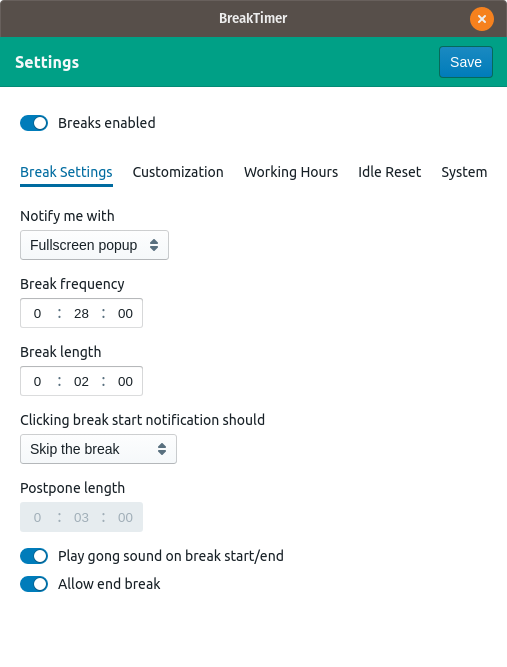 BreakTimer
Settings Save
Breaks enabled
Break Settings Customization Working Hours Idle Reset System
Notify me with
Fullscreen popup
Break frequency
0 : 28 : 00
Break length
0 : 02 : 00
Clicking break start notification should
Skip the break
Postpone length
0 : 03 : 00
Play gong sound on break start/end
Allow end break